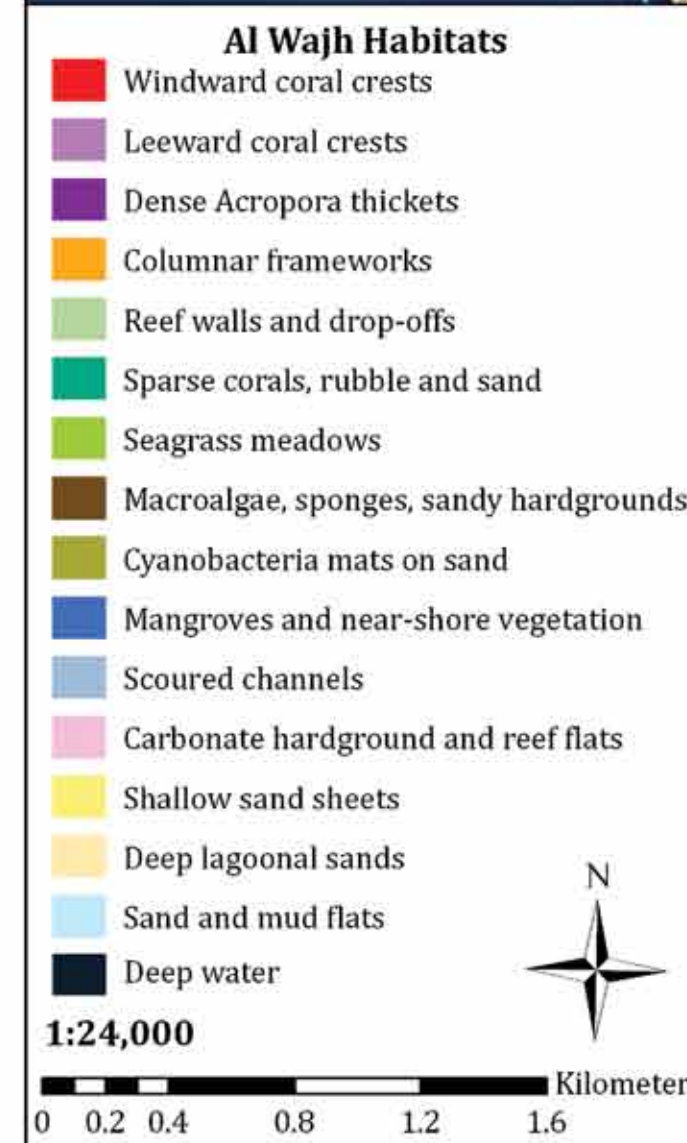 Al Wajh Habitats
Windward coral crests
Leeward coral crests
Dense Acropora thickets
Columnar frameworks
Reef walls and drop-offs
Sparse corals, rubble and sand
Seagrass meadows
Macroalgae, sponges, sandy hardgrounds
Cyanobacteria mats on sand
Mangroves and near-shore vegetation
Scoured channels
Carbonate hardground and reef flats
Shallow sand sheets
Deep lagoonal sands
Sand and mud flats
Deep water
N
1:24,000
Kilometer
0 0.2 0.4 0.8 1.2 1.6